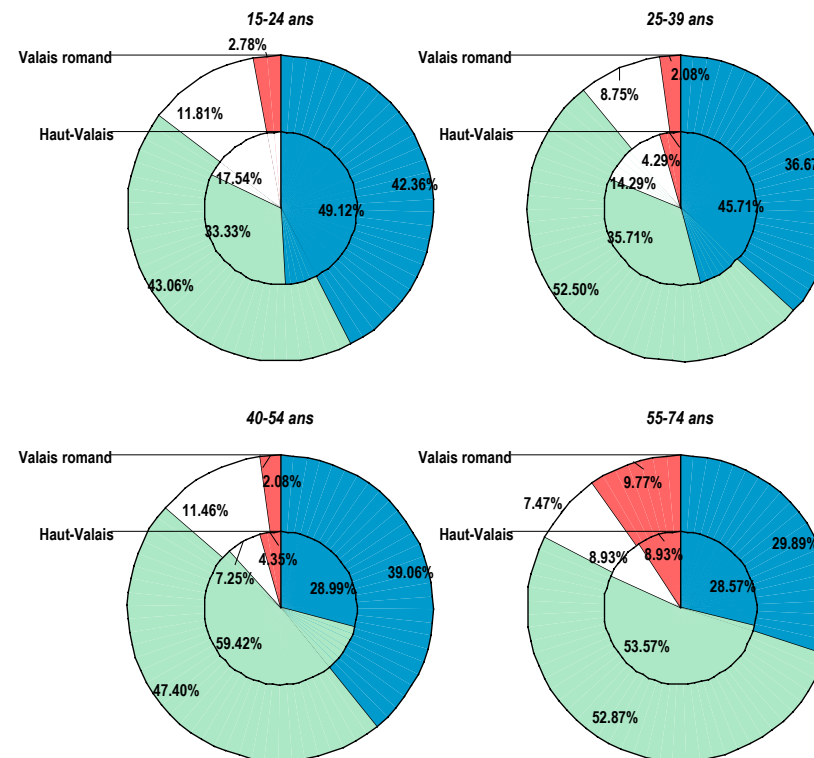 15-24 ans
Valais romand
2.78%
11.81%
Haut-Valais
17.54%
42.36%
49.12%
33.33%
43.06%
25-39 ans
Valais romand
2.08%
8.75%
Haut-Valais
4.29%
36.67
14.29%
45.71%
35.71%
52.50%
40-54 ans
Valais romand
2.08%
11.46%
Haut-Valais
4.35%
7.25%
39.06%
28.99%
59.42%
47.40%
55-74 ans
Valais romand
9.77%
7.47%
Haut-Valais
29.89%
8.93%
8.93%
28.57%
53.57%
52.87%